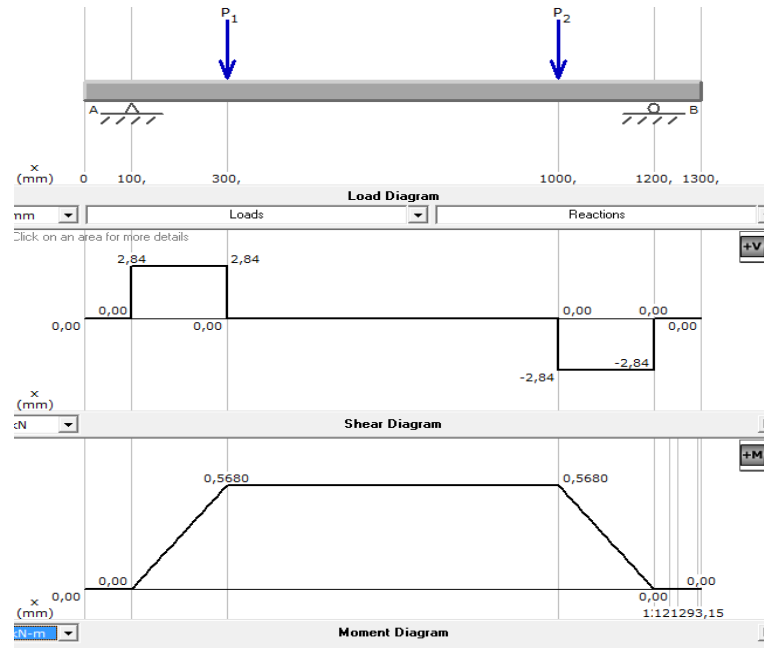 P1 P2
A B
x
(mm) 0 100, 300, 1000, 1200, 1300,
Load Diagram
mm Loads Reactions
Click on an area for more details
+V
2,84 2,84
0,00 0,00 0,00
0,00 0,00 0,00
-2,84
-2,84
x
(mm)
kN Shear Diagram
+M
0,5680 0,5680
0,00 0,00
0,00 0,00
x
(mm) 1:121293,15
kN-m Moment Diagram